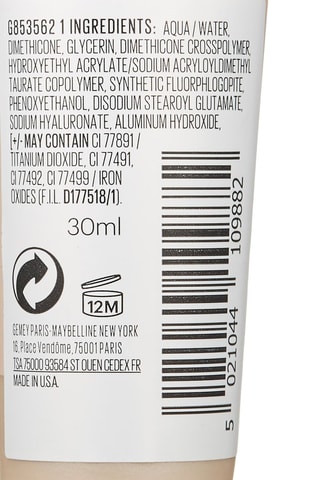 G853562 1 INGREDIENTS: AQUA / WATER,
DIMETHICONE, GLYCERIN, DIMETHICONE CROSSPOLYMER,
HYDROXYETHYL ACRYLATE/SODIUM ACRYLOYLDIMETHYL
TAURATE COPOLYMER, SYNTHETIC FLUORPHLOGOPITE,
PHENOXYETHANOL, DISODIUM STEAROYL GLUTAMATE,
SODIUM HYALURONATE, ALUMINUM HYDROXIDE,
[+/- MAY CONTAIN CI 77891 /
TITANIUM DIOXIDE, CI 77491,
CI 77492, CI 77499 / IRON
OXIDES (F.I.L. D177518/1).
30ml
12M
GEMEY PARIS-MAYBELLINE NEW YORK
16, Place Vendôme, 75001 PARIS
TSA 75000 93584 ST OUEN CEDEX FR
MADE IN U.S.A.
5 021044 109882